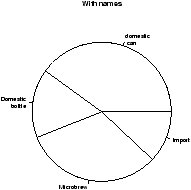 With names
domestic
can
Domestic
bottle
Import
Microbrew